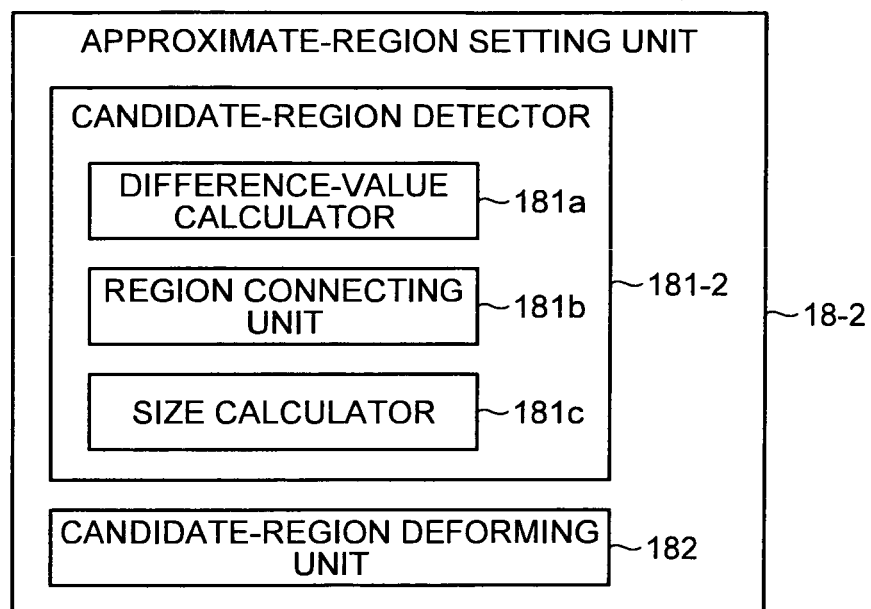 APPROXIMATE-REGION SETTING UNIT
CANDIDATE-REGION DETECTOR
DIFFERENCE-VALUE
CALCULATOR
181a
REGION CONNECTING
UNIT
181b
181-2
18-2
SIZE CALCULATOR
181c
CANDIDATE-REGION DEFORMING
UNIT
182